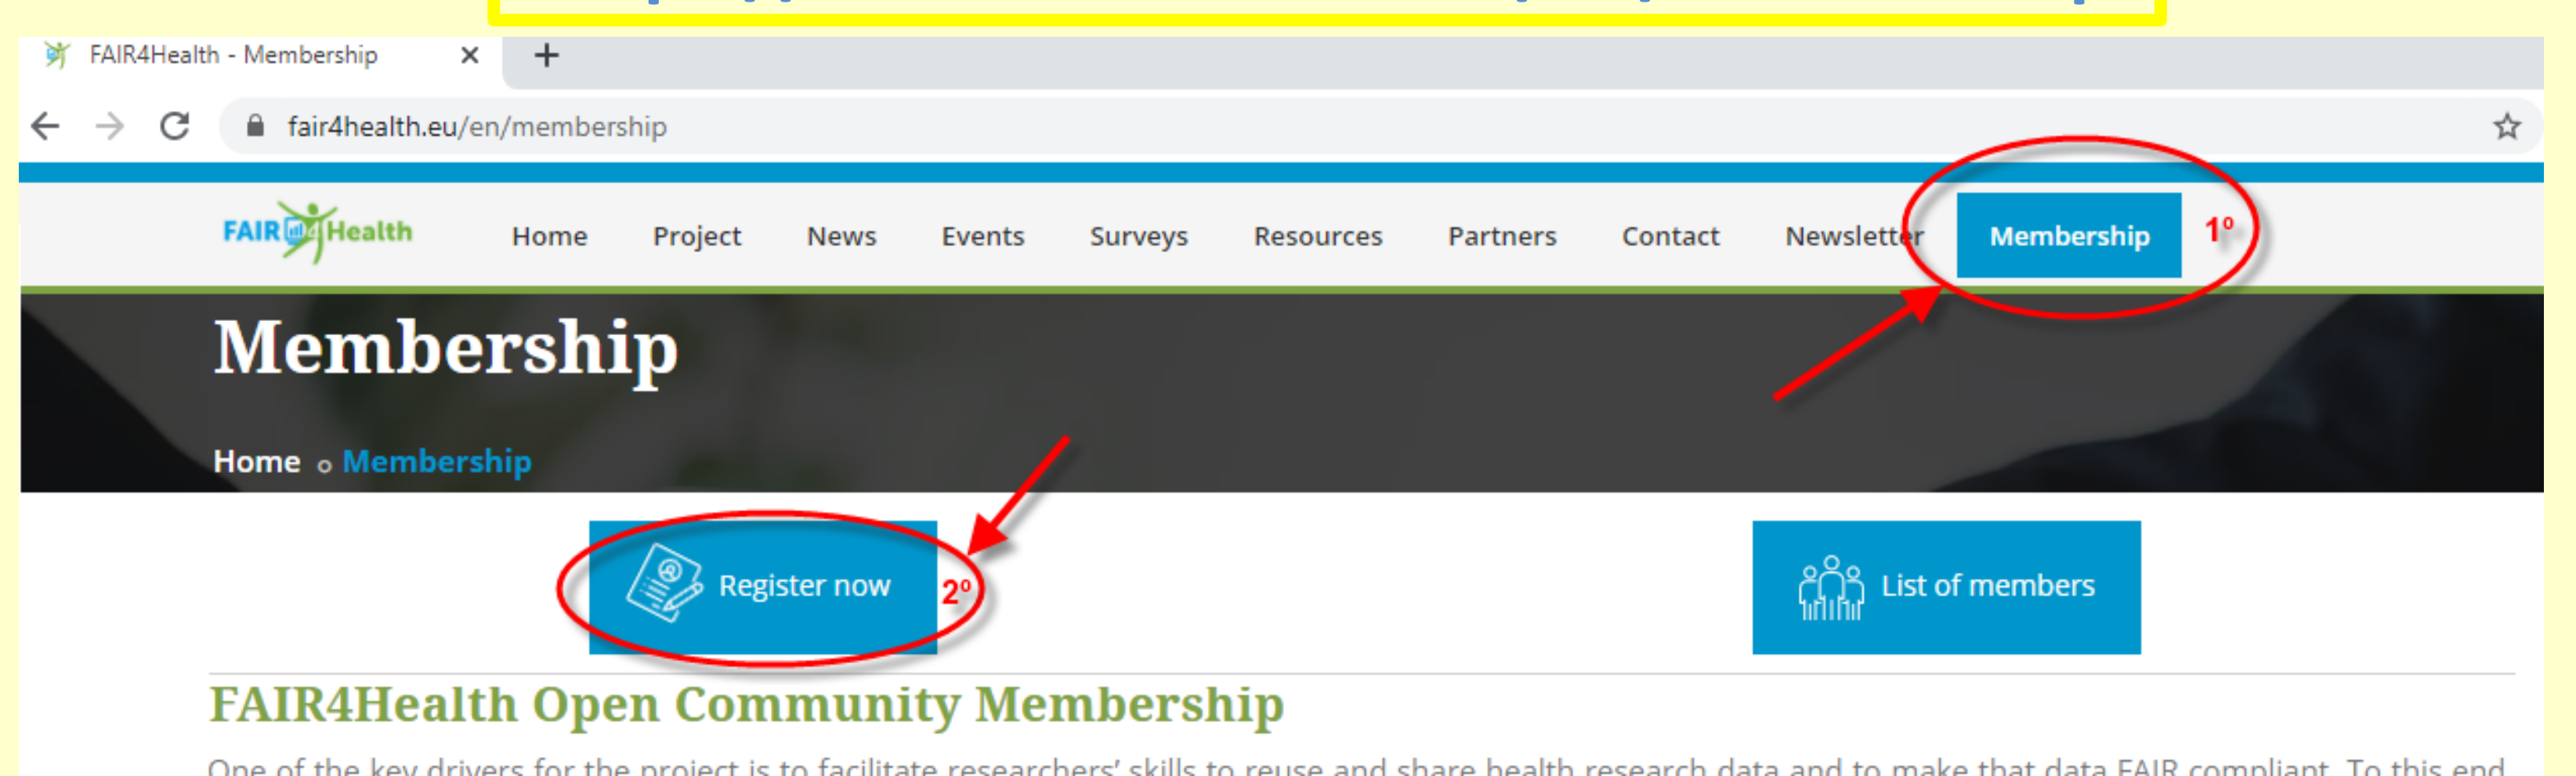 FAIR4Health - Membership
fair4health.eu/en/membership
FAIR4Health Home Project News Events Surveys Resources Partners Contact Newsletter Membership 1º
Membership
Home Membership
Register now 2º List of members
FAIR4Health Open Community Membership
One of the key drivers for the project is to facilitate researchers' skills to reuse and share health research data and to make that data FAIR compliant. To this end